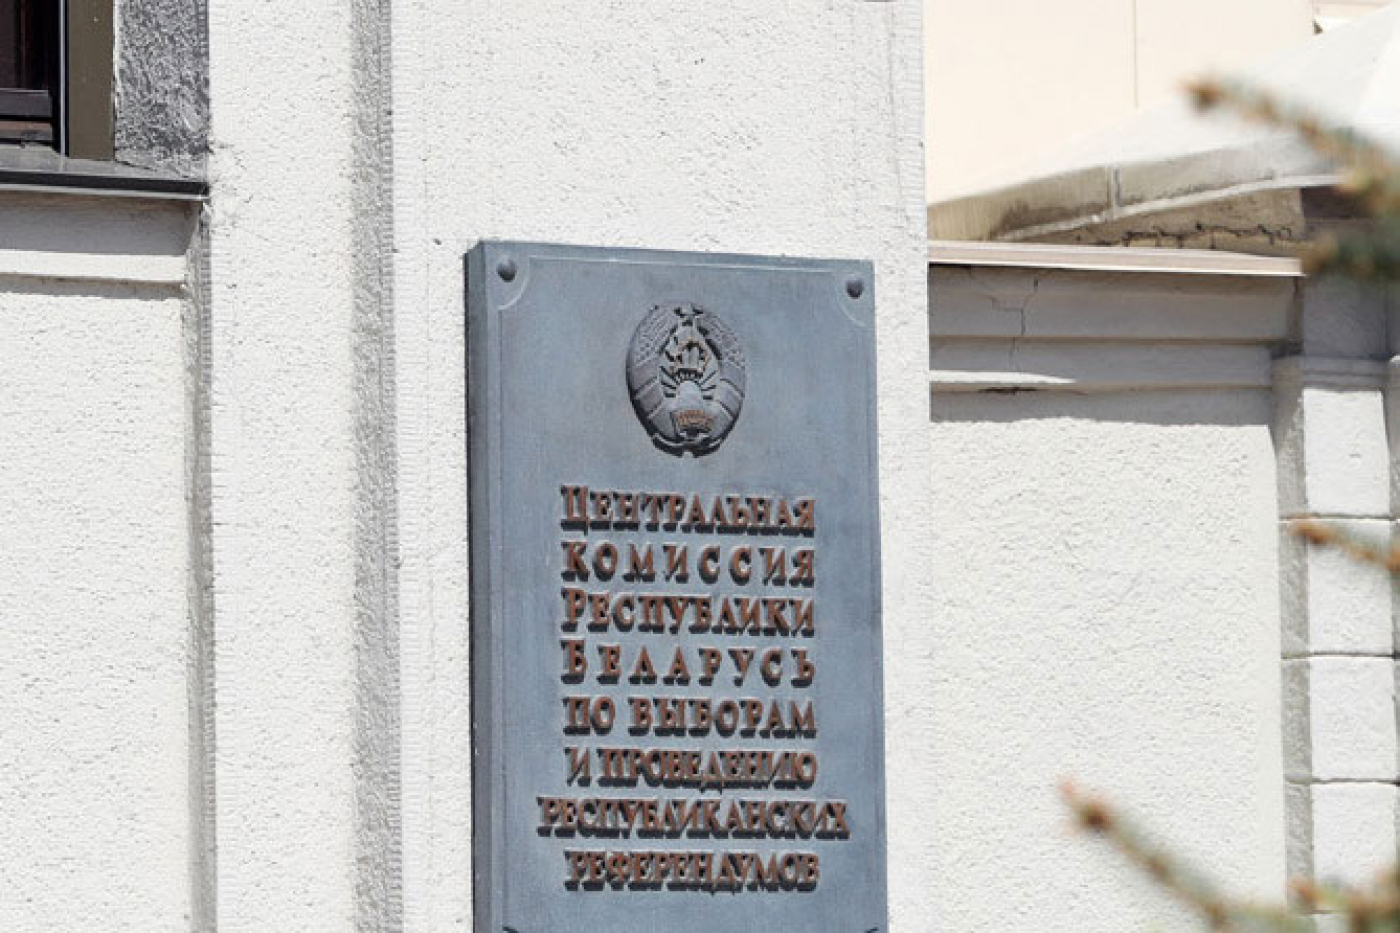 Центральная
комиссия
Республики
Беларусь
по выборам
и проведению
республиканских
референдумов